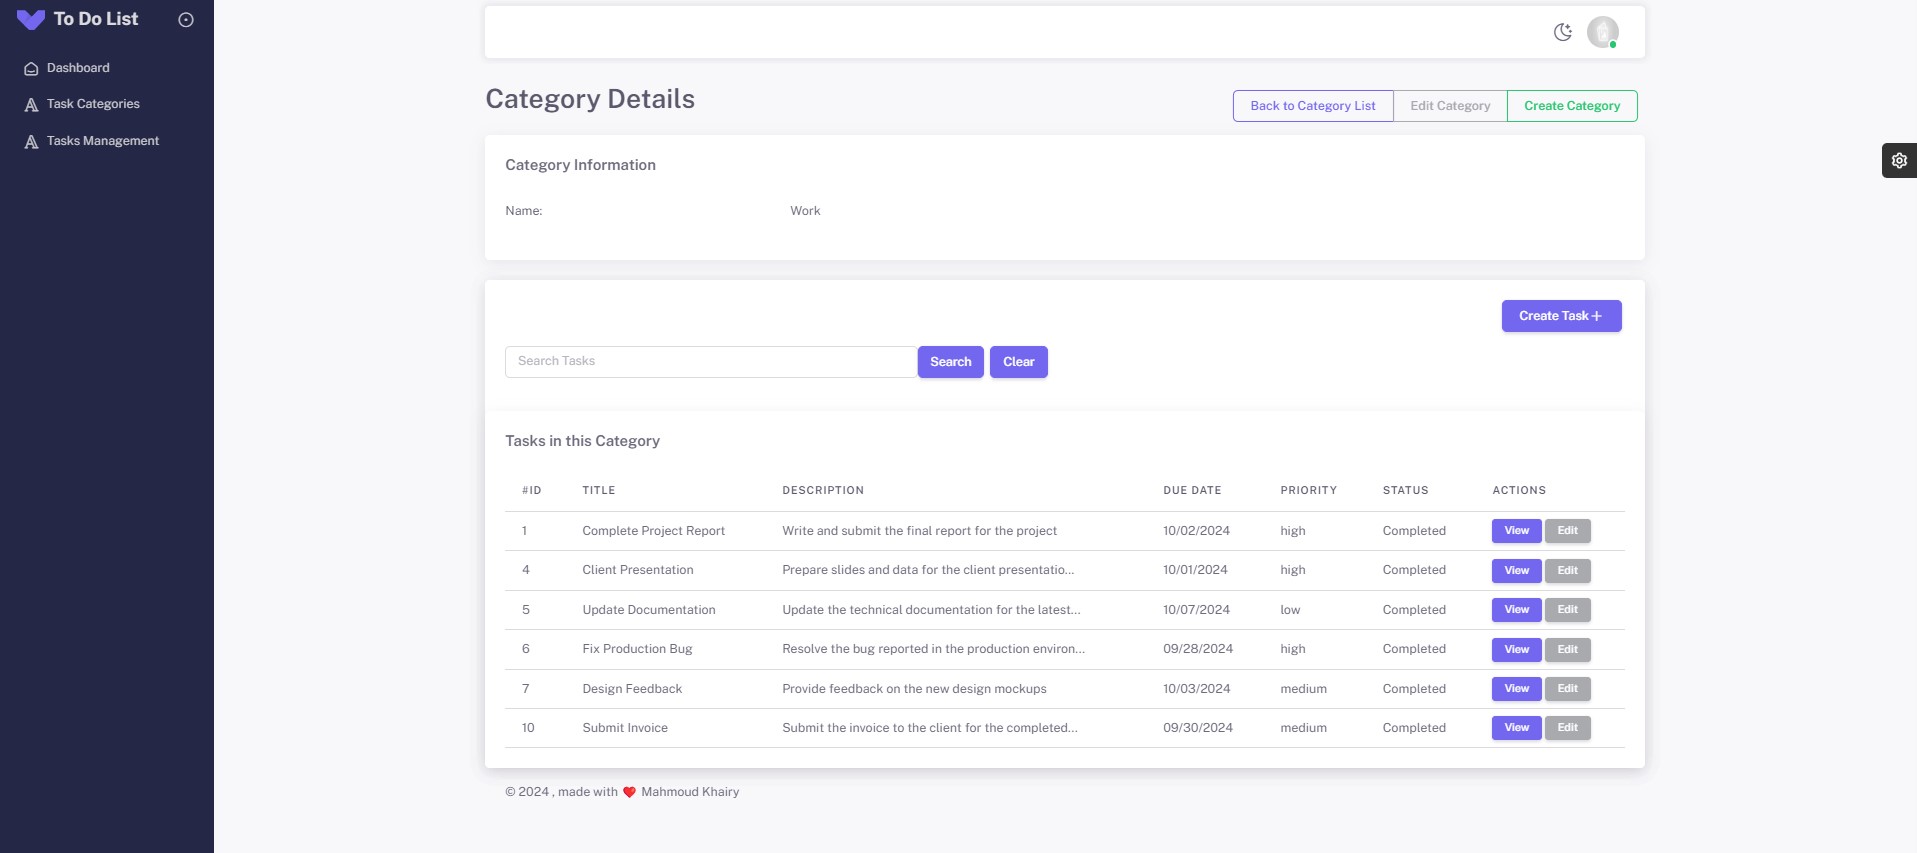 To Do List
Dashboard
Task Categories
Tasks Management
Category Details
Back to Category List Edit Category Create Category
Category Information
Name: Work
Create Task+
Search Tasks Search Clear
Tasks in this Category
#ID TITLE DESCRIPTION DUE DATE PRIORITY STATUS ACTIONS
1 Complete Project Report Write and submit the final report for the project 10/02/2024 high Completed View Edit
4 Client Presentation Prepare slides and data for the client presentatio... 10/01/2024 high Completed View Edit
5 Update Documentation Update the technical documentation for the latest... 10/07/2024 low Completed View Edit
6 Fix Production Bug Resolve the bug reported in the production environ... 09/28/2024 high Completed View Edit
7 Design Feedback Provide feedback on the new design mockups 10/03/2024 medium Completed View Edit
10 Submit Invoice Submit the invoice to the client for the completed... 09/30/2024 medium Completed View Edit
© 2024 , made with ❤️ Mahmoud Khairy